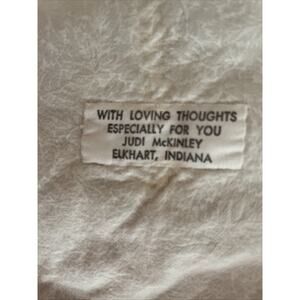 WITH LOVING THOUGHTS
ESPECIALLY FOR YOU
JUDI McKINLEY
ELKHART, INDIANA